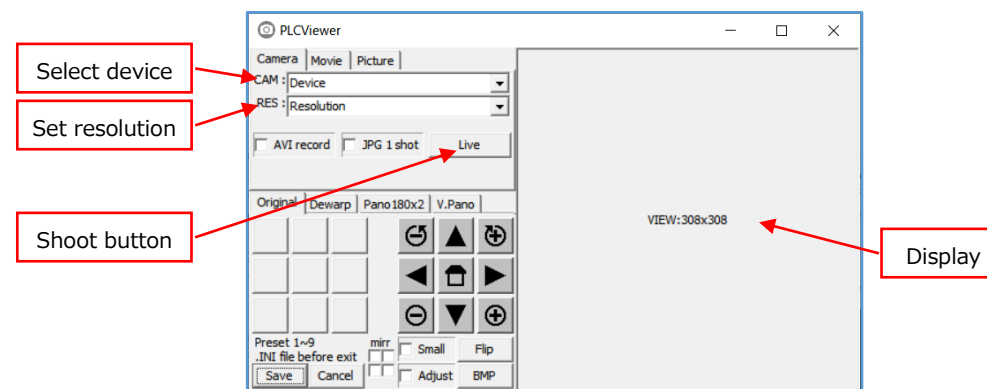 PLCViewer
Camera Movie Picture
Select device
CAM : Device
RES : Resolution
Set resolution
AVI record JPG 1 shot Live
Original Dewarp Pano180x2 V.Pano
VIEW:308x308
Shoot button
Display
Preset 1~9
.INI file before exit
mirr
Small Flip
Save Cancel
Adjust BMP